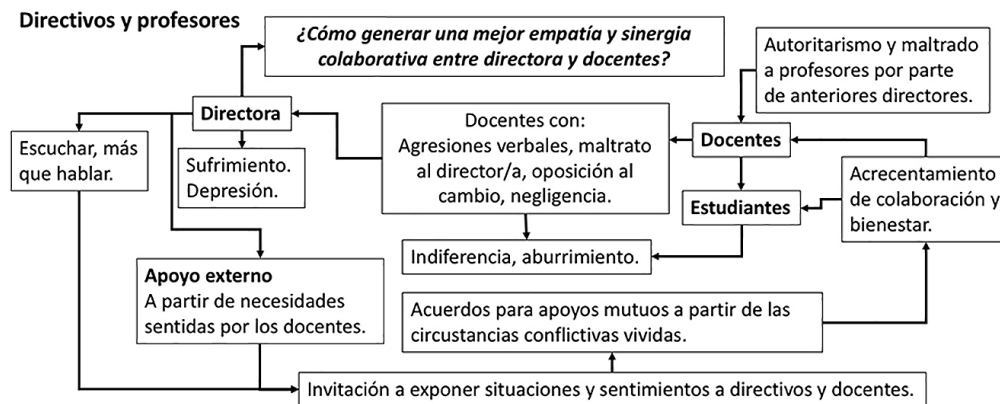 Directivos y profesores
¿Cómo generar una mejor empatía y sinergia
colaborativa entre directora y docentes?
Autoritarismo y maltrado
a profesores por parte
de anteriores directores.
Directora
Docentes con:
Agresiones verbales, maltrato
al director/a, oposición al
cambio, negligencia.
Docentes
Escuchar, más
que hablar.
Sufrimiento.
Depresión.
Acrecentamiento
de colaboración y
bienestar.
Estudiantes
Indiferencia, aburrimiento.
Apoyo externo
A partir de necesidades
sentidas por los docentes.
Acuerdos para apoyos mutuos a partir de las
circustancias conflictivas vividas.
Invitación a exponer situaciones y sentimientos a directivos y docentes.